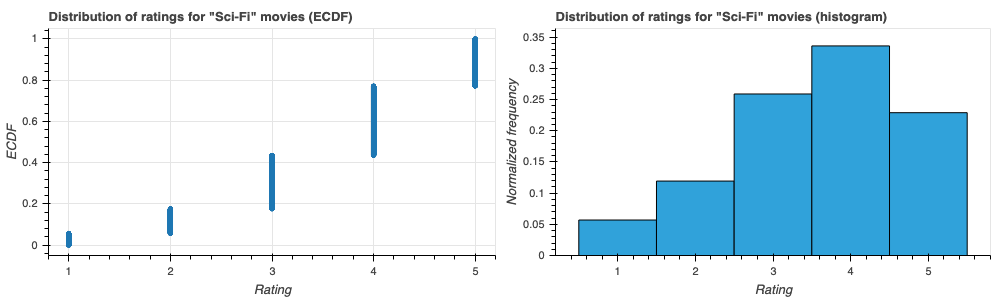 Distribution of ratings for "Sci-Fi" movies (ECDF)
1
0.8
0.6
0.4
0.2
0
ECDF
1 2 3 4 5
Rating
Distribution of ratings for "Sci-Fi" movies (histogram)
0.35
0.3
0.25
0.2
0.15
0.1
0.05
0
Normalized frequency
1 2 3 4 5
Rating